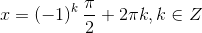 x = (-1)^k π/2 + 2πk, k ∈ Z